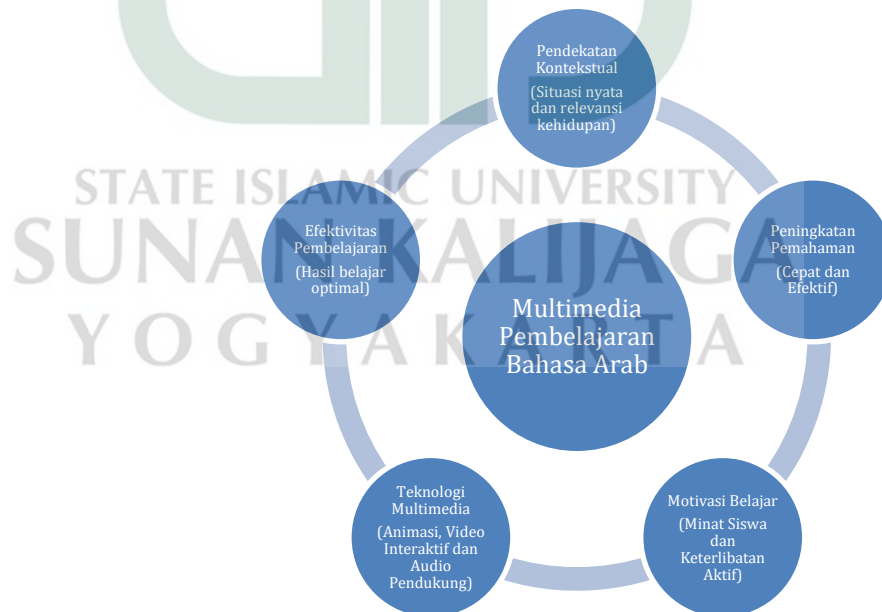 Pendekatan
Kontekstual
(Situasi nyata
dan relevansi
kehidupan)
STATE ISLAMIC UNIVERSITY
SUNAN KALIJAGA
YOGYAKARTA
Efektivitas
Pembelajaran
(Hasil belajar
optimal)
Peningkatan
Pemahaman
(Cepat dan
Efektif)
Multimedia
Pembelajaran
Bahasa Arab
Teknologi
Multimedia
(Animasi, Video
Interaktif dan
Audio
Pendukung)
Motivasi Belajar
(Minat Siswa
dan
Keterlibatan
Aktif)